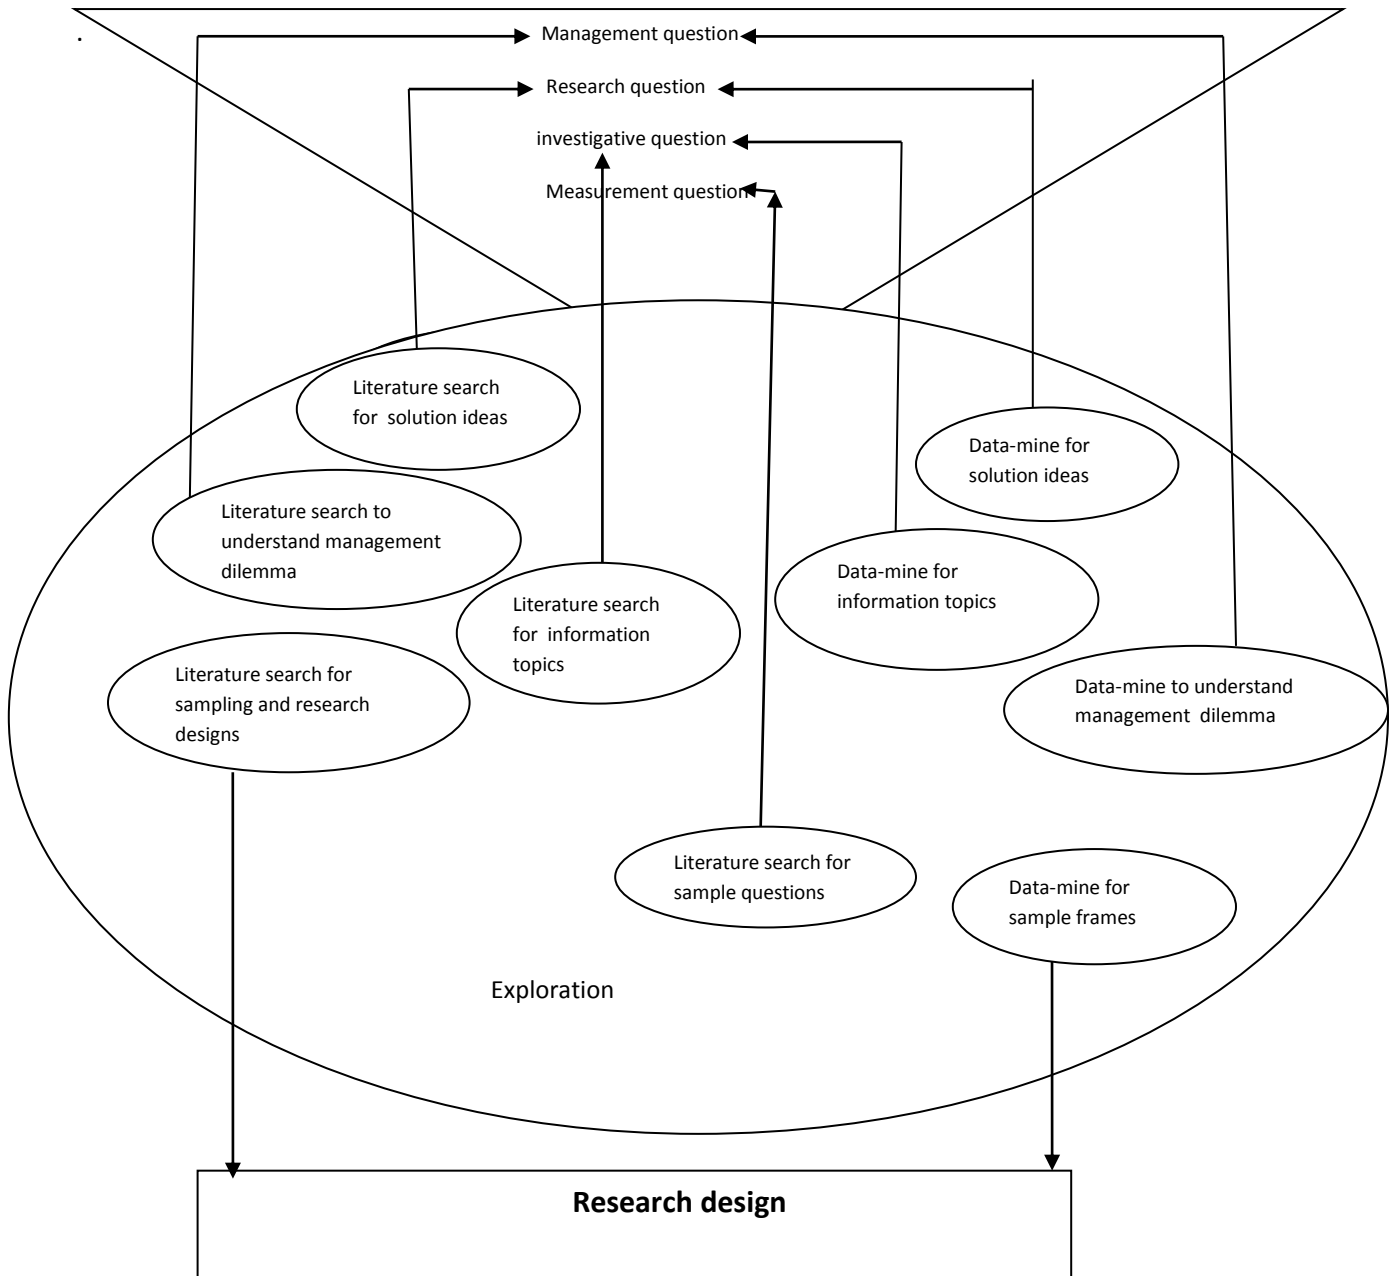 .
Management question
Research question
investigative question
Measurement question
Literature search
for solution ideas
Data-mine for
solution ideas
Literature search to
understand management
dilemma
Data-mine for
information topics
Literature search
for information
topics
Literature search for
sampling and research
designs
Data-mine to understand
management dilemma
Literature search for
sample questions
Data-mine for
sample frames
Exploration
Research design